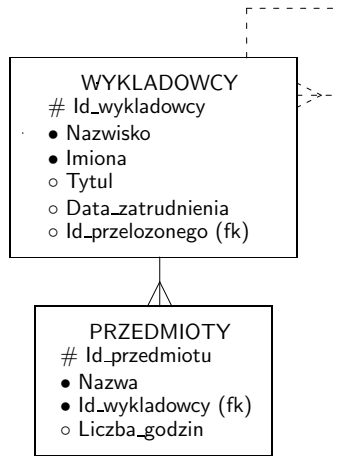 WYKLADOWCY
# Id_wykladowcy
● Nazwisko
● Imiona
○ Tytul
○ Data_zatrudnienia
○ Id_przelozonego (fk)
PRZEDMIOTY
# Id_przedmiotu
● Nazwa
● Id_wykladowcy (fk)
○ Liczba_godzin